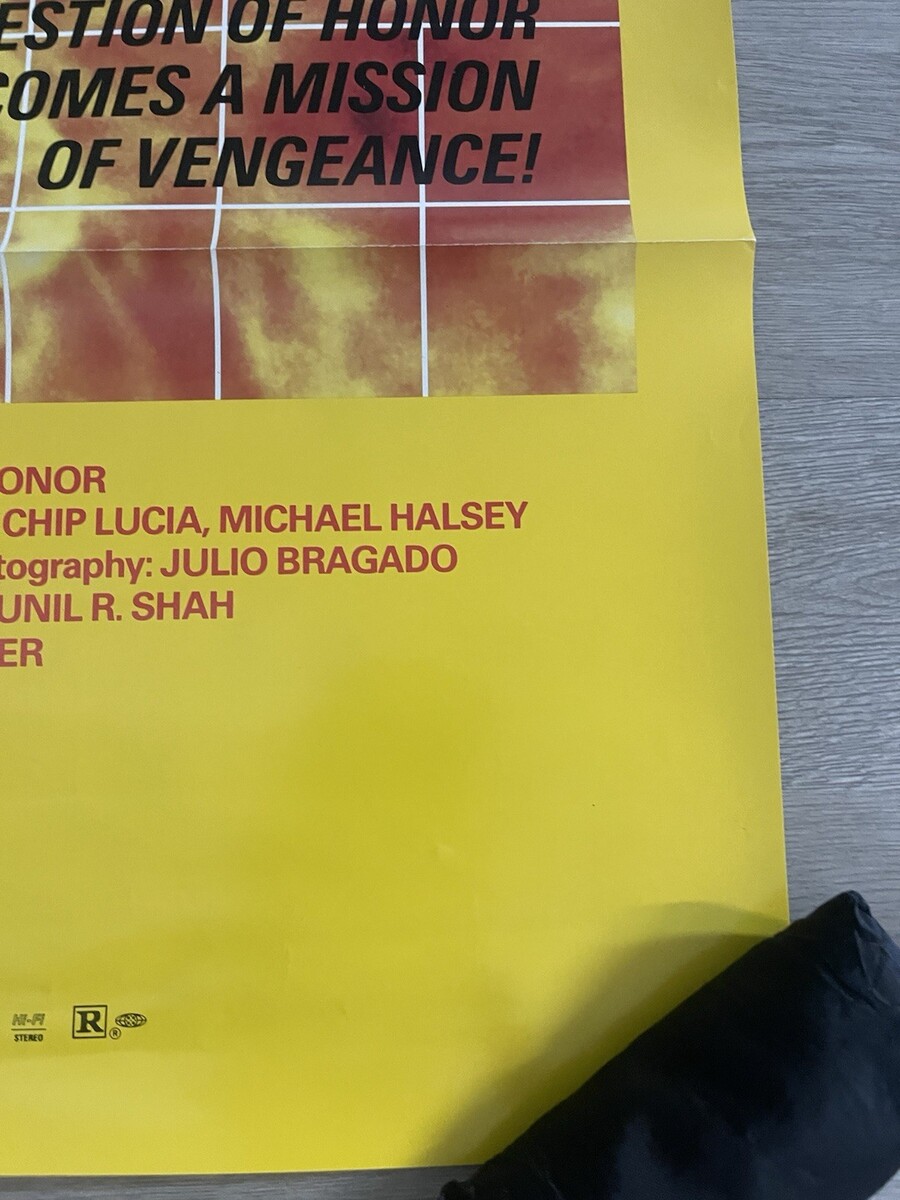 ESTION OF HONOR
COMES A MISSION
OF VENGEANCE!
ONOR
CHIP LUCIA, MICHAEL HALSEY
tography: JULIO BRAGADO
UNIL R. SHAH
ER
HI-FI
STEREO
R
®